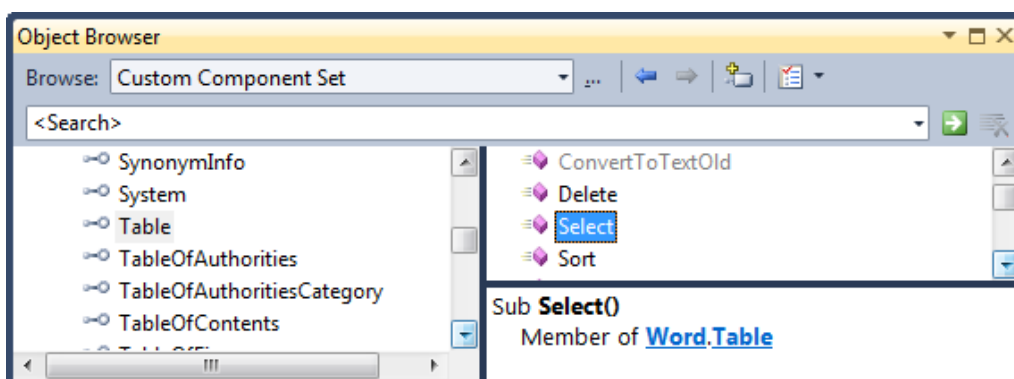 Object Browser
Browse: Custom Component Set ...
<Search>
SynonymInfo
System
Table
TableOfAuthorities
TableOfAuthoritiesCategory
TableOfContents
ConvertToTextOld
Delete
Select
Sort
Sub Select()
Member of Word.Table